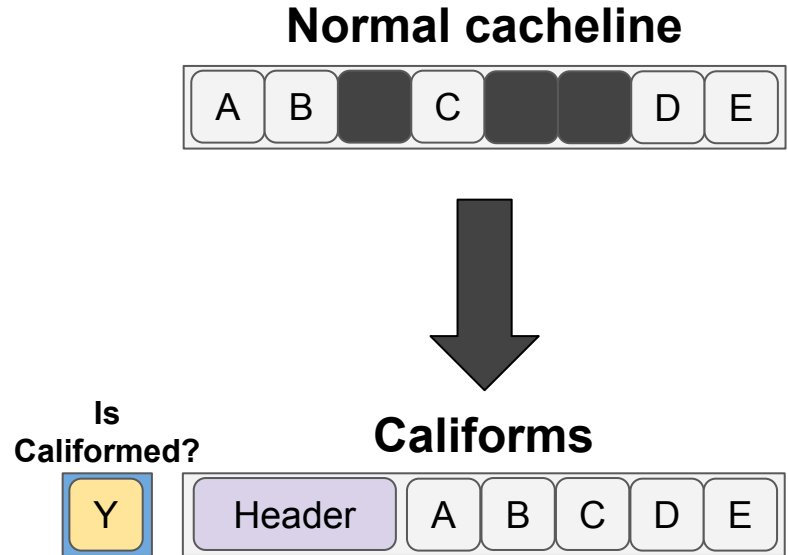 Normal cacheline
A B C D E
Is
Califormed?
Califorms
Y Header A B C D E